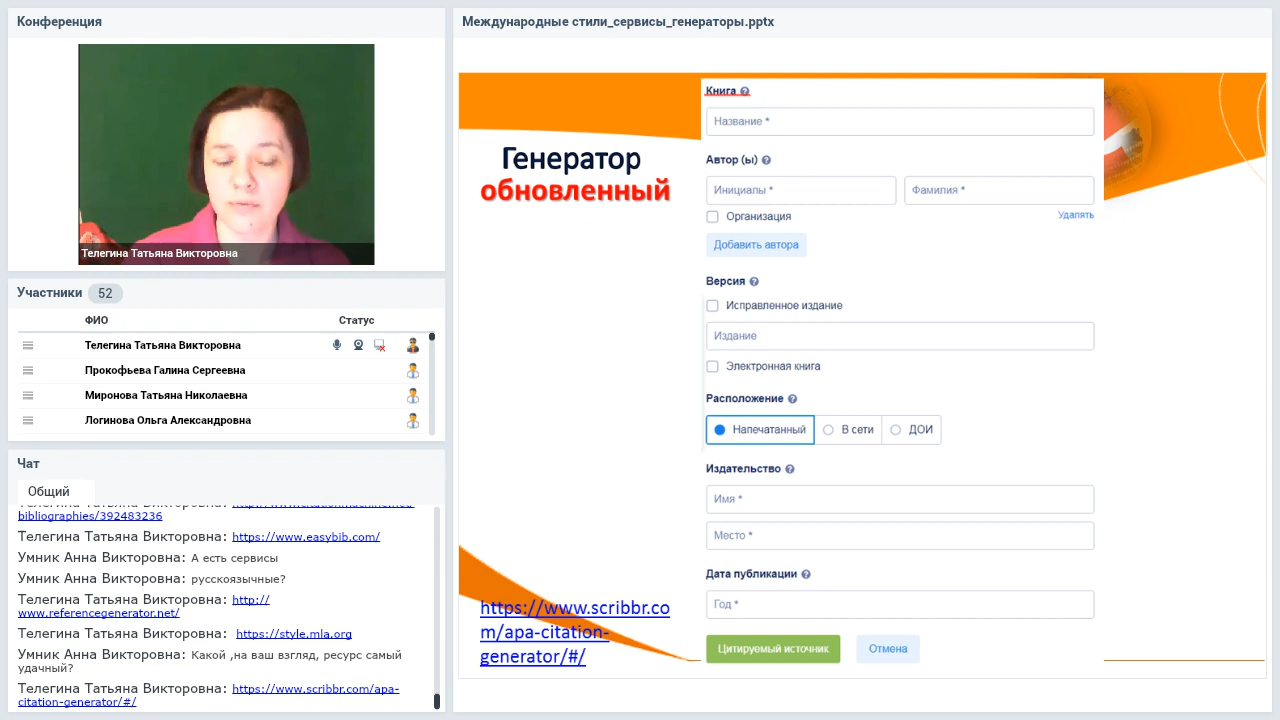 Конференция
Телегина Татьяна Викторовна
Участники 52
ФИО Статус
Телегина Татьяна Викторовна
Прокофьева Галина Сергеевна
Миронова Татьяна Николаевна
Логинова Ольга Александровна
Чат
Общий
bibliographies/392483236
Телегина Татьяна Викторовна: https://www.easybib.com/
Умник Анна Викторовна: А есть сервисы
Умник Анна Викторовна: русскоязычные?
Телегина Татьяна Викторовна: http://
www.referencegenerator.net/
Телегина Татьяна Викторовна: https://style.mla.org
Умник Анна Викторовна: Какой ,на ваш взгляд, ресурс самый
удачный?
Телегина Татьяна Викторовна: https://www.scribbr.com/apa-
citation-generator/#/
Международные стили_сервисы_генераторы.pptx
Генератор
обновленный
https://www.scribbr.co
m/apa-citation-
generator/#/
Книга
Название *
Автор (ы)
Инициалы * Фамилия *
Организация Удалять
Добавить автора
Версия
Исправленное издание
Издание
Электронная книга
Расположение
Напечатанный В сети ДОИ
Издательство
Имя *
Место *
Дата публикации
Год *
Цитируемый источник Отмена